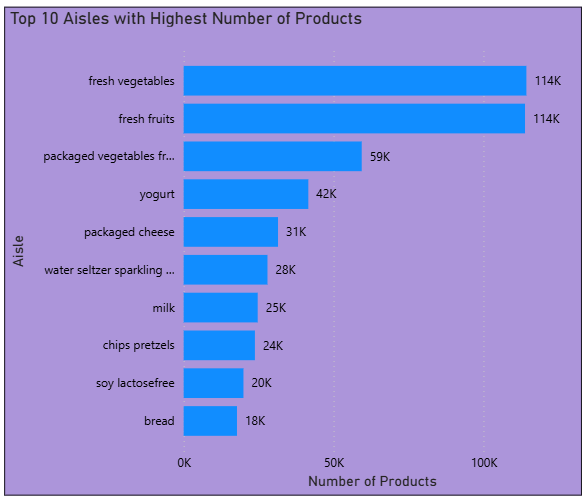 Top 10 Aisles with Highest Number of Products
Aisle
fresh vegetables 114K
fresh fruits 114K
packaged vegetables fr... 59K
yogurt 42K
packaged cheese 31K
water seltzer sparkling ... 28K
milk 25K
chips pretzels 24K
soy lactosefree 20K
bread 18K
0K 50K 100K
Number of Products